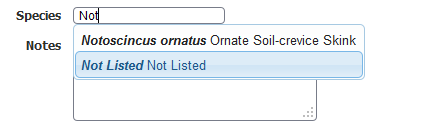 Species Not
Notoscincus ornatus Ornate Soil-crevice Skink
Notes
Not Listed Not Listed